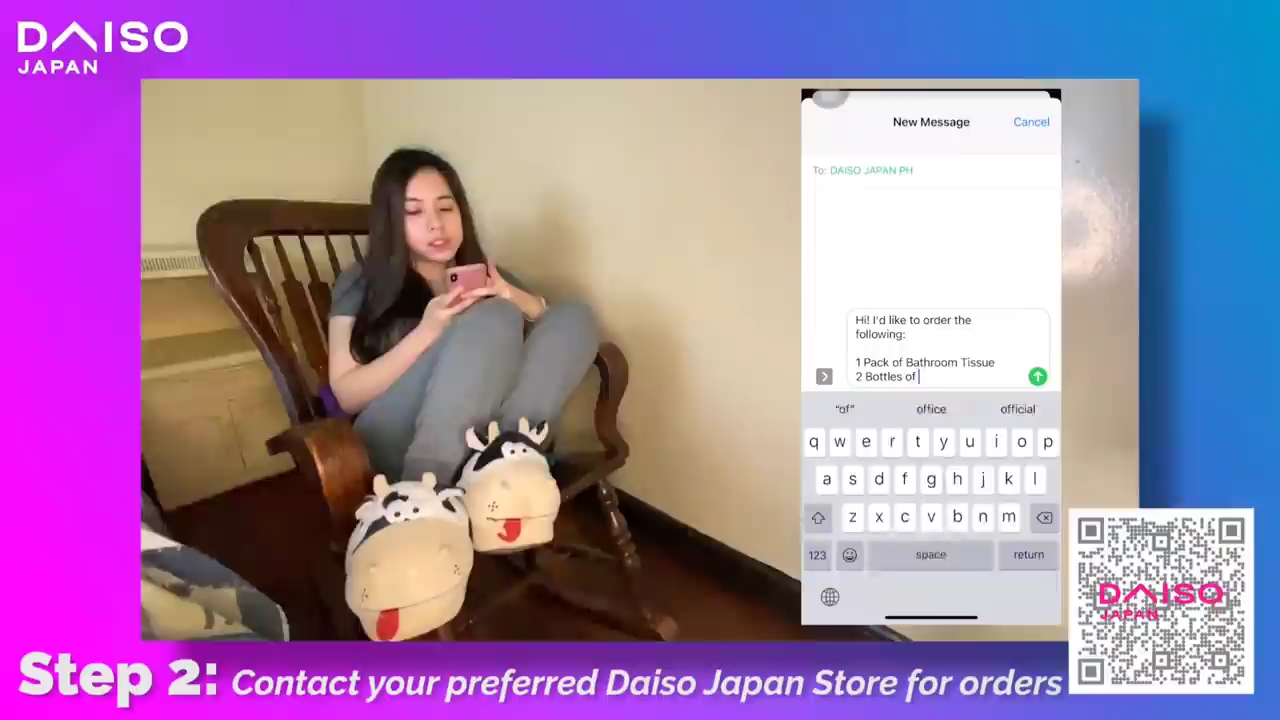 DAISO
JAPAN
New Message
Cancel
To: DAISO JAPAN PH
Hi! I'd like to order the
following:
1 Pack of Bathroom Tissue
2 Bottles of
"of" office official
q w e r t y u i o p
a s d f g h j k l
z x c v b n m
123 space return
DAISO
JAPAN
Step 2: Contact your preferred Daiso Japan Store for orders